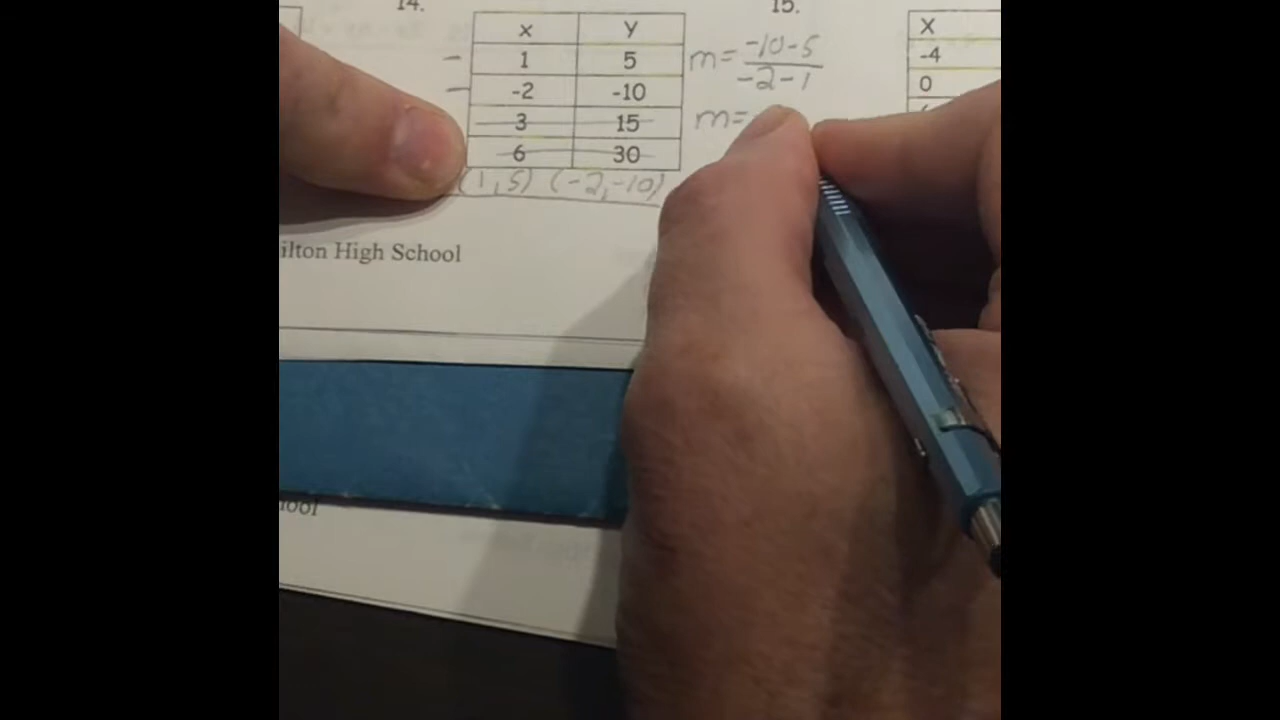 14.
15.
x y
1 5
-2 -10
3 15
6 30
(1,5) (-2,-10)
m = -10-5
-2-1
m =
X
-4
0
ilton High School
hool